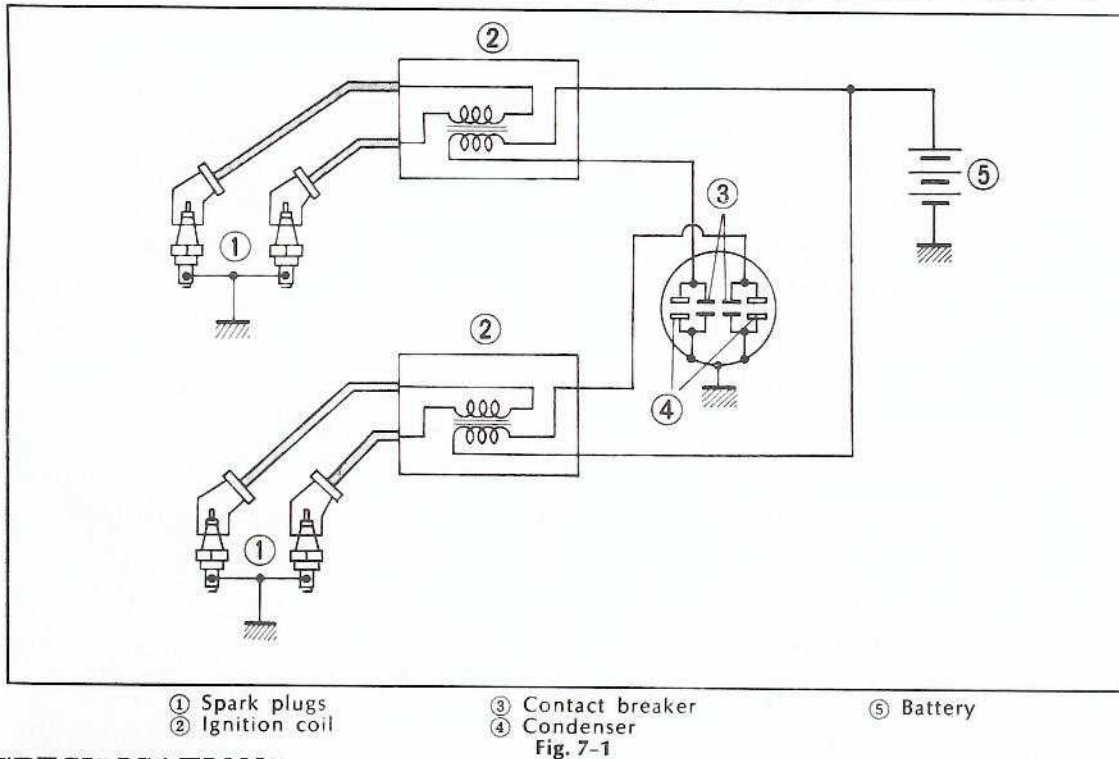 ②
③
⑤
①
②
④
①
① Spark plugs
② Ignition coil
③ Contact breaker
④ Condenser
⑤ Battery
Fig. 7-1